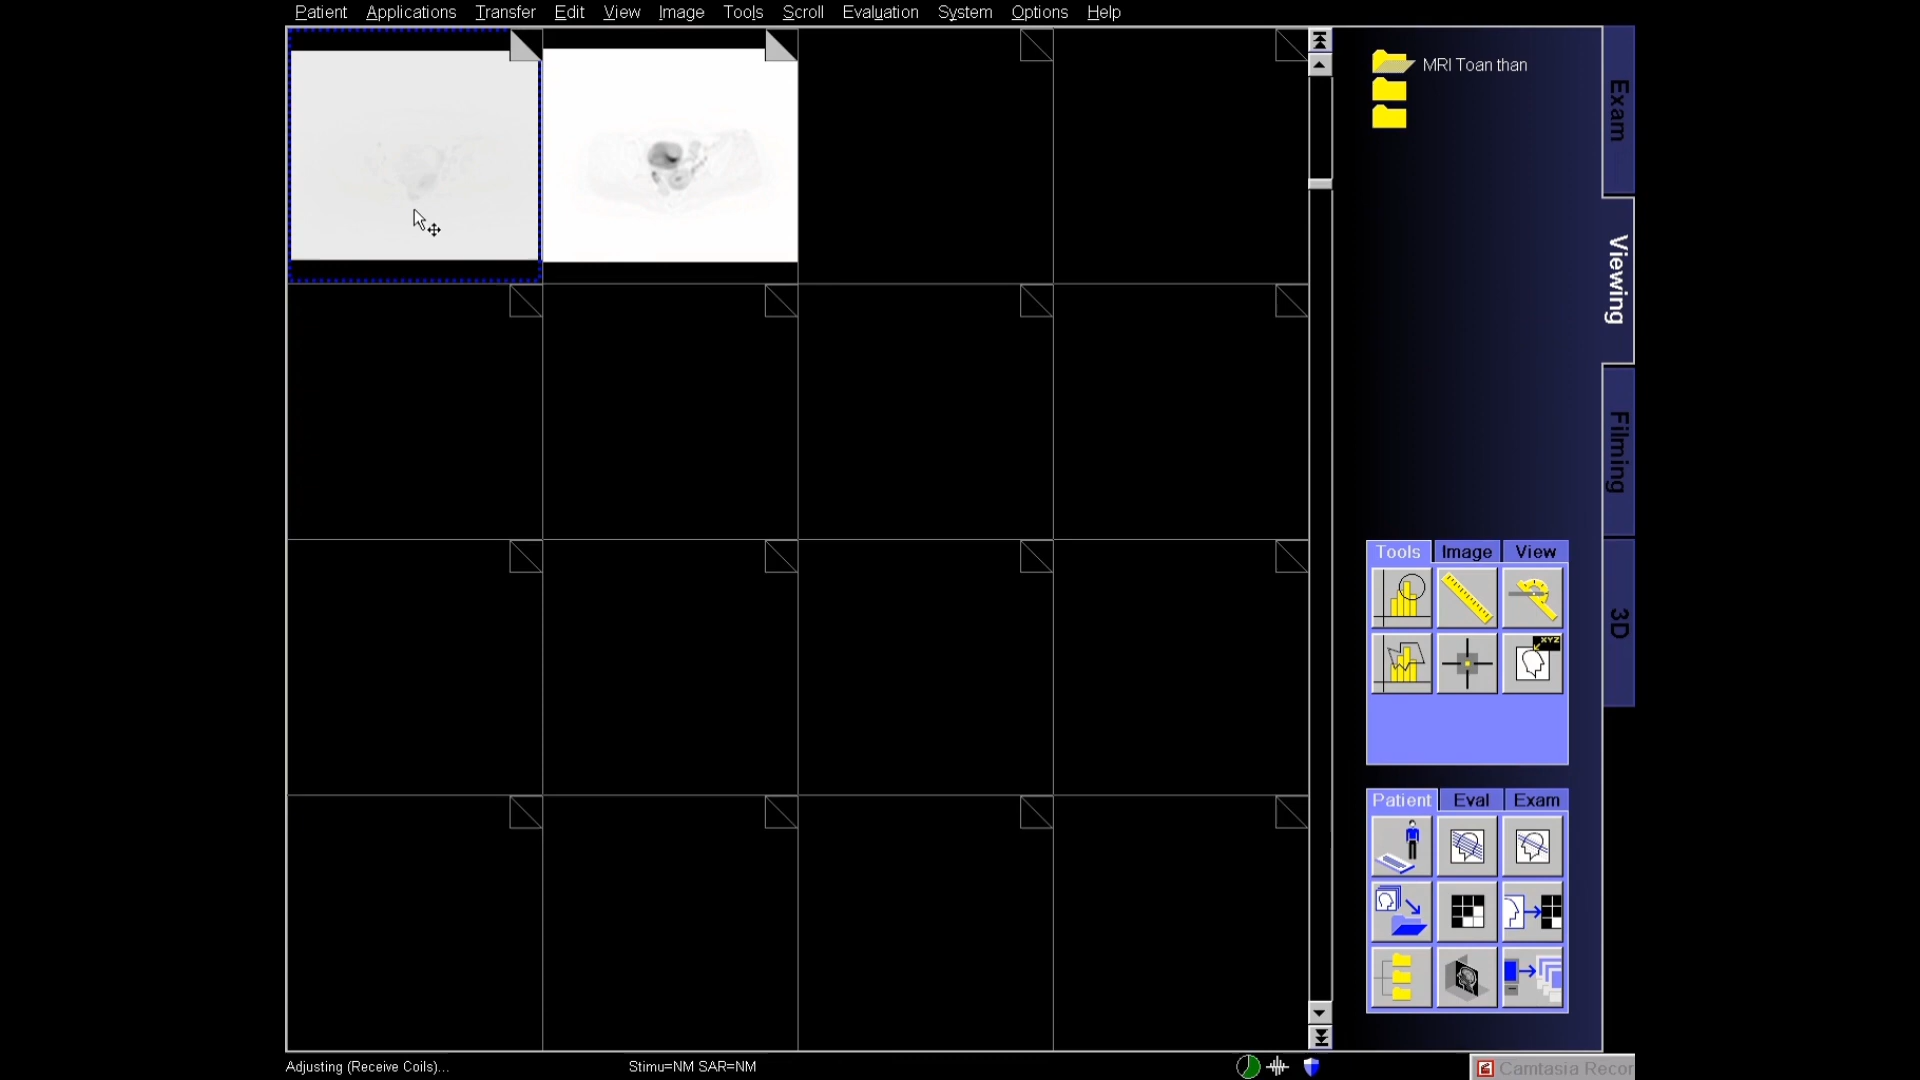 Patient Applications Transfer Edit View Image Tools Scroll Evaluation System Options Help
MRI Toan than
Exam
Viewing
Filming
3D
Tools Image View
XYZ
Patient Eval Exam
Adjusting (Receive Coils)... Stimu=NM SAR=NM
Camtasia Recor